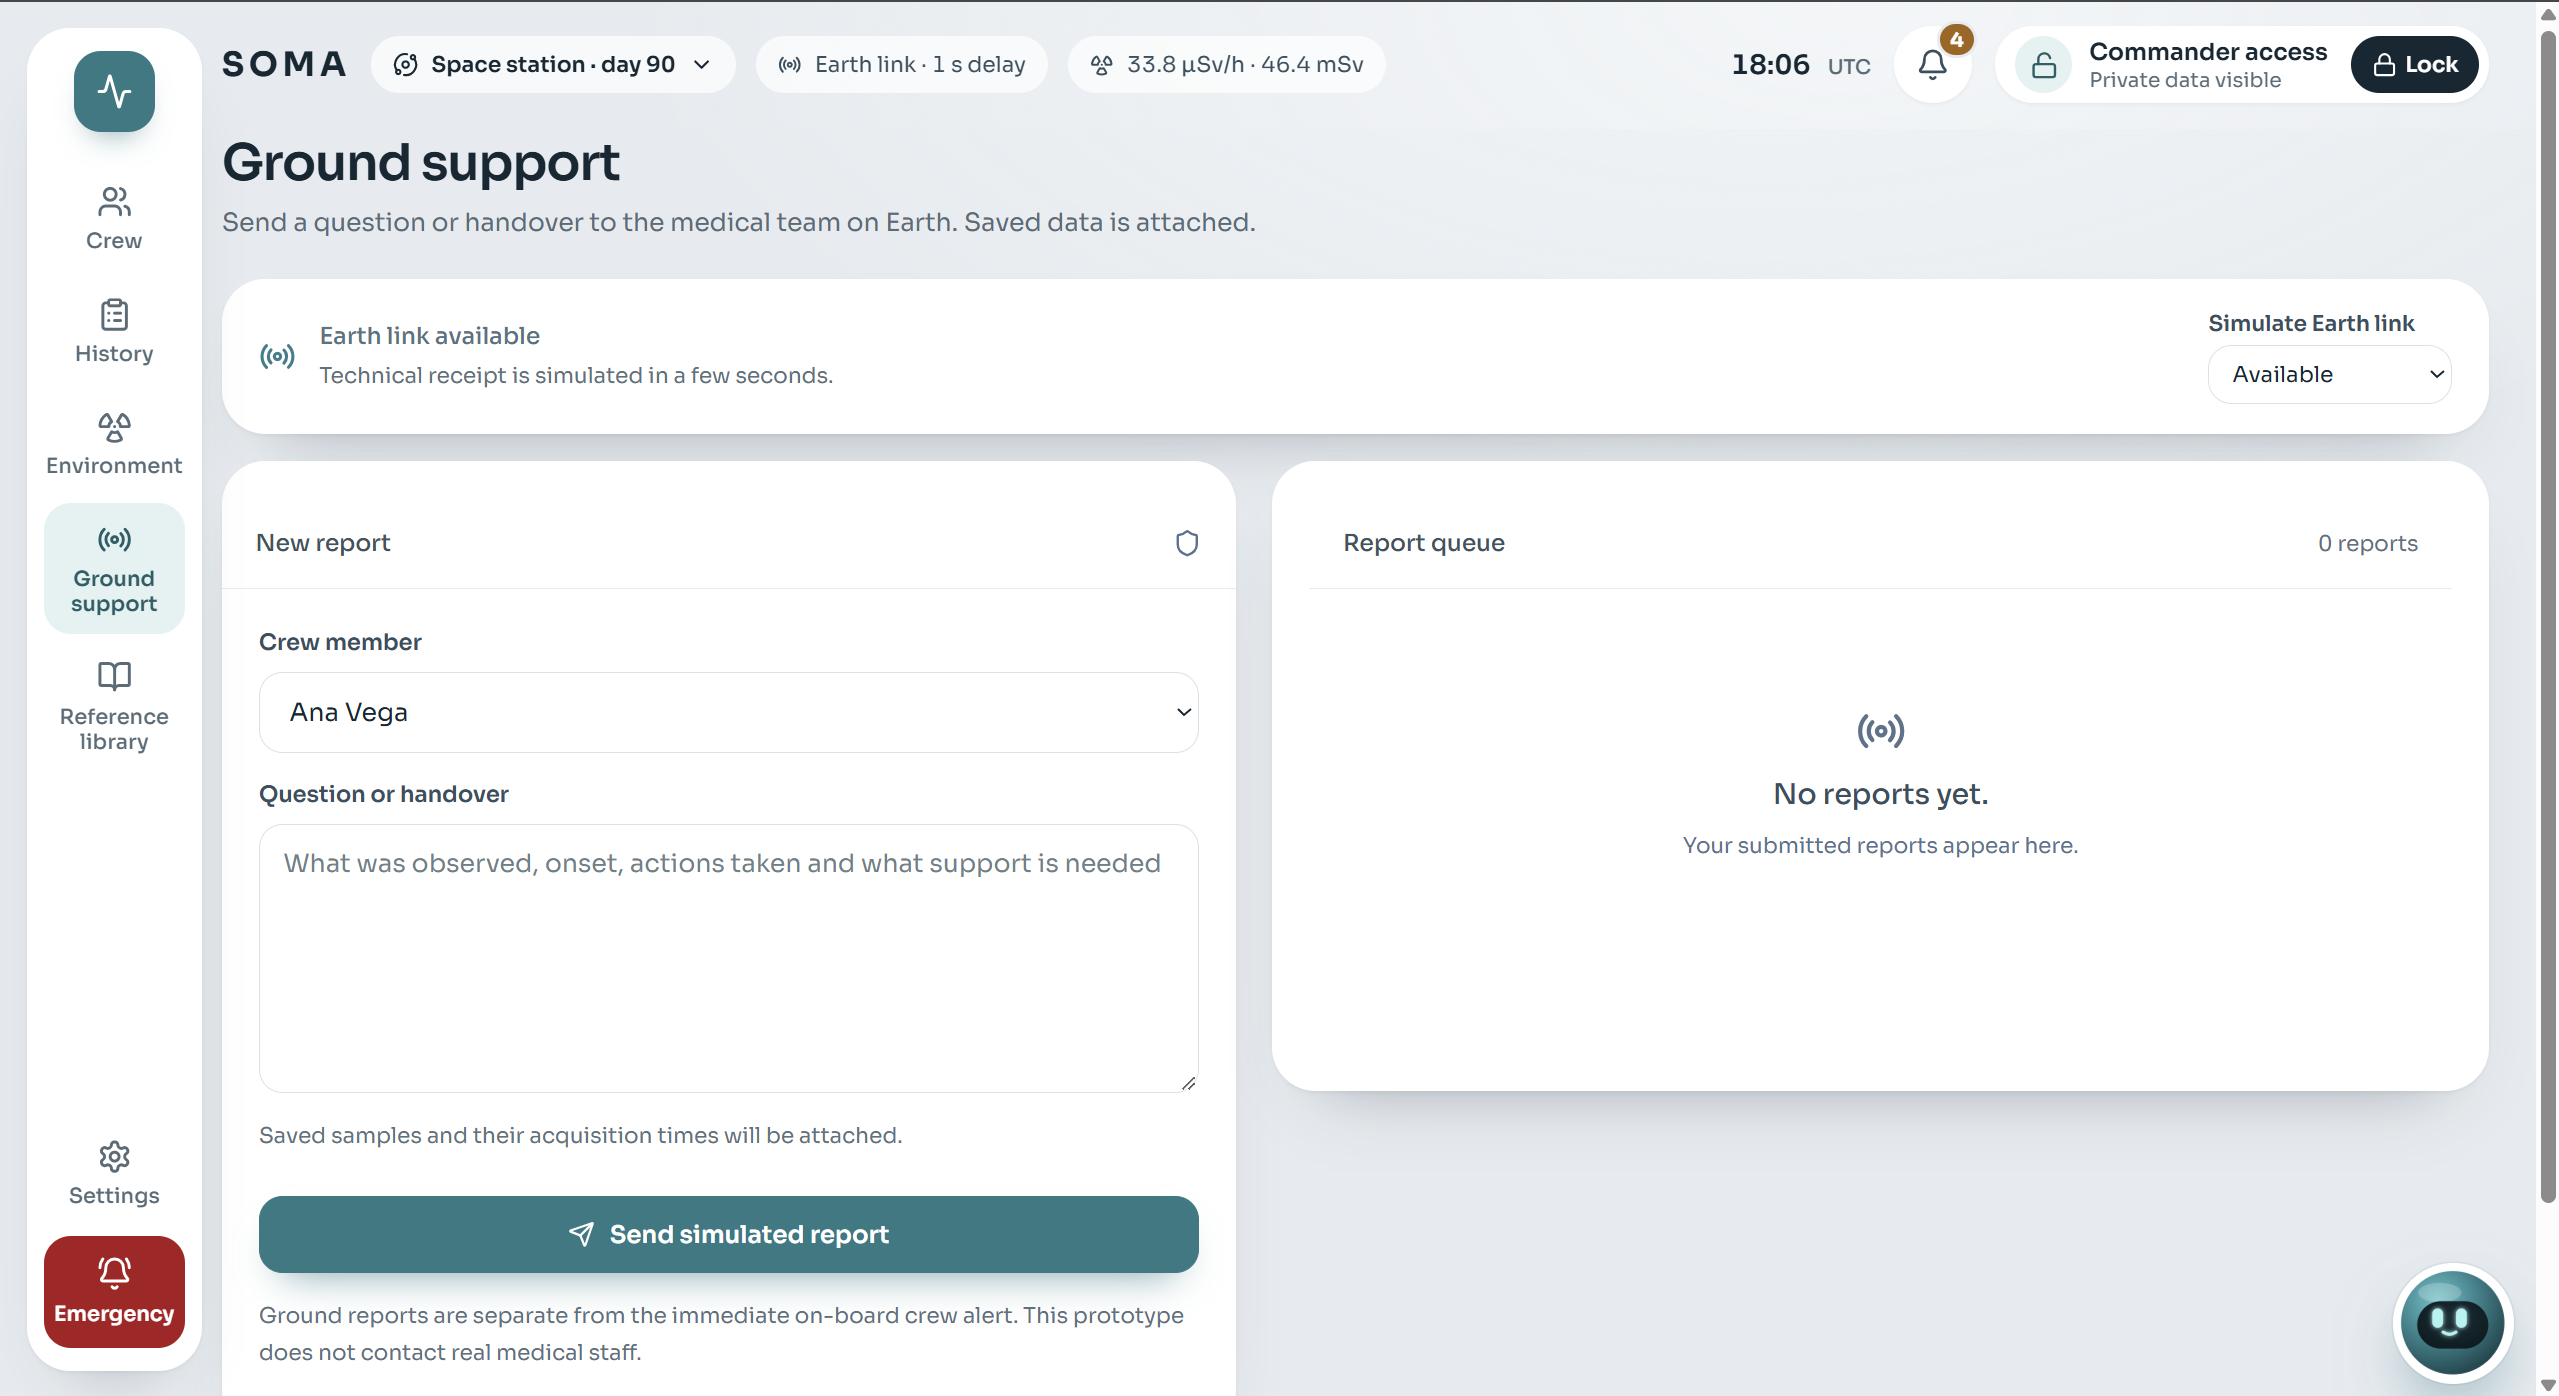 SOMA
Space station · day 90
Earth link · 1 s delay
33.8 µSv/h · 46.4 mSv
18:06 UTC
4
Commander access
Private data visible
Lock
Crew
History
Environment
Ground
support
Reference
library
Settings
Emergency
Ground support
Send a question or handover to the medical team on Earth. Saved data is attached.
Earth link available
Technical receipt is simulated in a few seconds.
Simulate Earth link
Available
New report
Crew member
Ana Vega
Question or handover
What was observed, onset, actions taken and what support is needed
Saved samples and their acquisition times will be attached.
Send simulated report
Ground reports are separate from the immediate on-board crew alert. This prototype
does not contact real medical staff.
Report queue
0 reports
No reports yet.
Your submitted reports appear here.